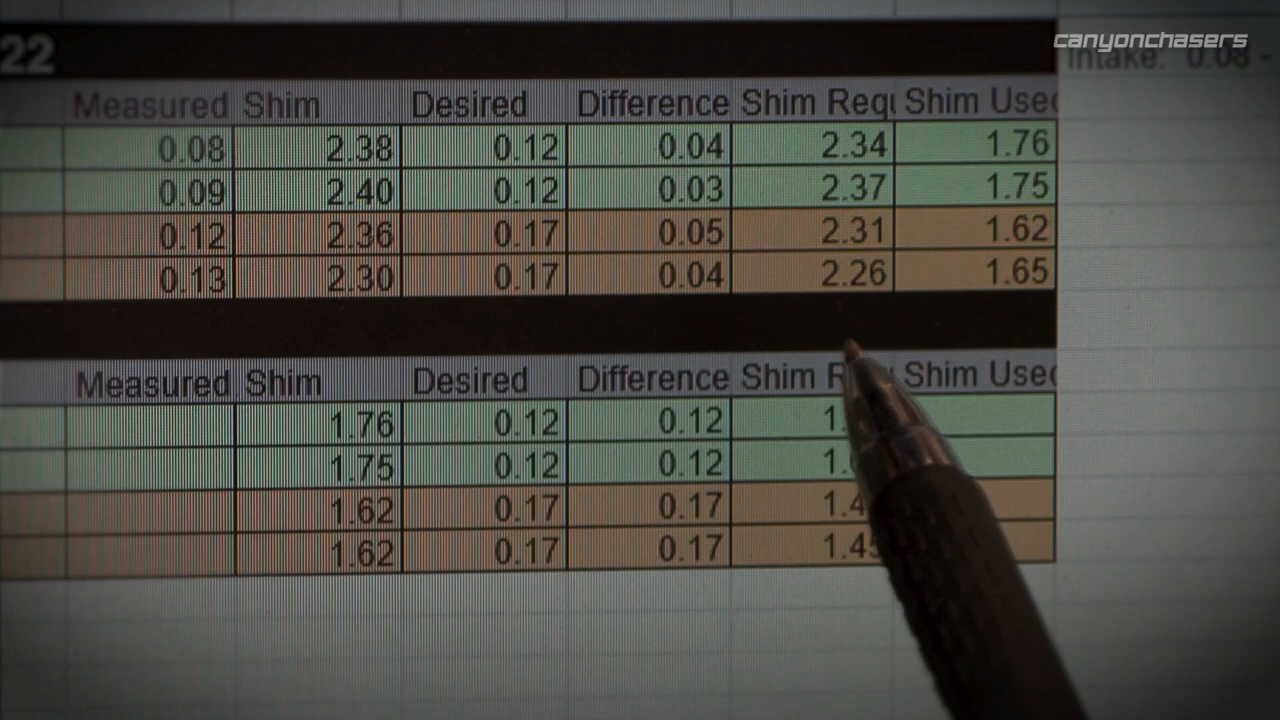 canyonchasers
22
Intake: 0.08 -
Measured Shim Desired Difference Shim Requ Shim Used
0.08 2.38 0.12 0.04 2.34 1.76
0.09 2.40 0.12 0.03 2.37 1.75
0.12 2.36 0.17 0.05 2.31 1.62
0.13 2.30 0.17 0.04 2.26 1.65
Measured Shim Desired Difference Shim Shim Used
1.76 0.12 0.12
1.75 0.12 0.12
1.62 0.17 0.17
1.62 0.17 0.17 1.45